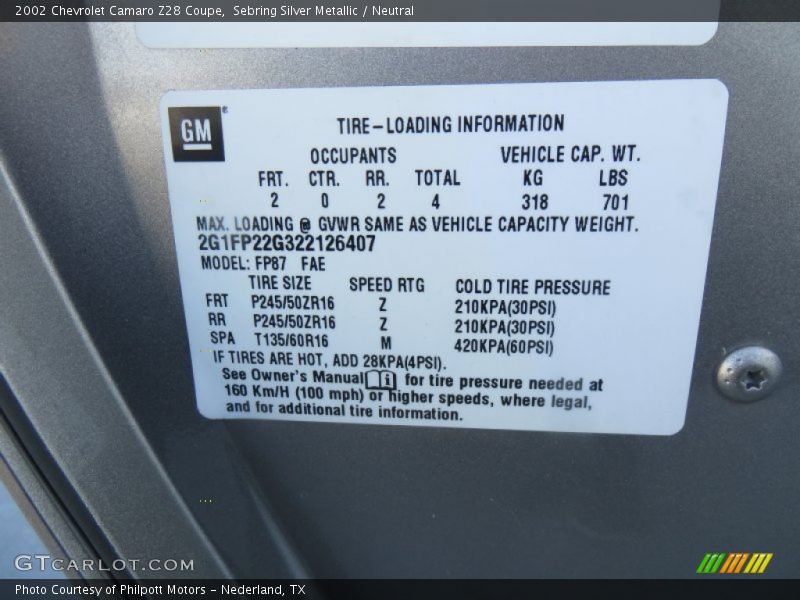 2002 Chevrolet Camaro Z28 Coupe, Sebring Silver Metallic / Neutral
GM®
TIRE-LOADING INFORMATION
OCCUPANTS VEHICLE CAP. WT.
FRT. CTR. RR. TOTAL KG LBS
2 0 2 4 318 701
MAX. LOADING @ GVWR SAME AS VEHICLE CAPACITY WEIGHT.
2G1FP22G322126407
MODEL: FP87 FAE
TIRE SIZE SPEED RTG COLD TIRE PRESSURE
FRT P245/50ZR16 Z 210KPA(30PSI)
RR P245/50ZR16 Z 210KPA(30PSI)
SPA T135/60R16 M 420KPA(60PSI)
IF TIRES ARE HOT, ADD 28KPA(4PSI).
See Owner's Manual for tire pressure needed at
160 Km/H (100 mph) or higher speeds, where legal,
and for additional tire information.
GTCARLOT.COM
Photo Courtesy of Philpott Motors - Nederland, TX